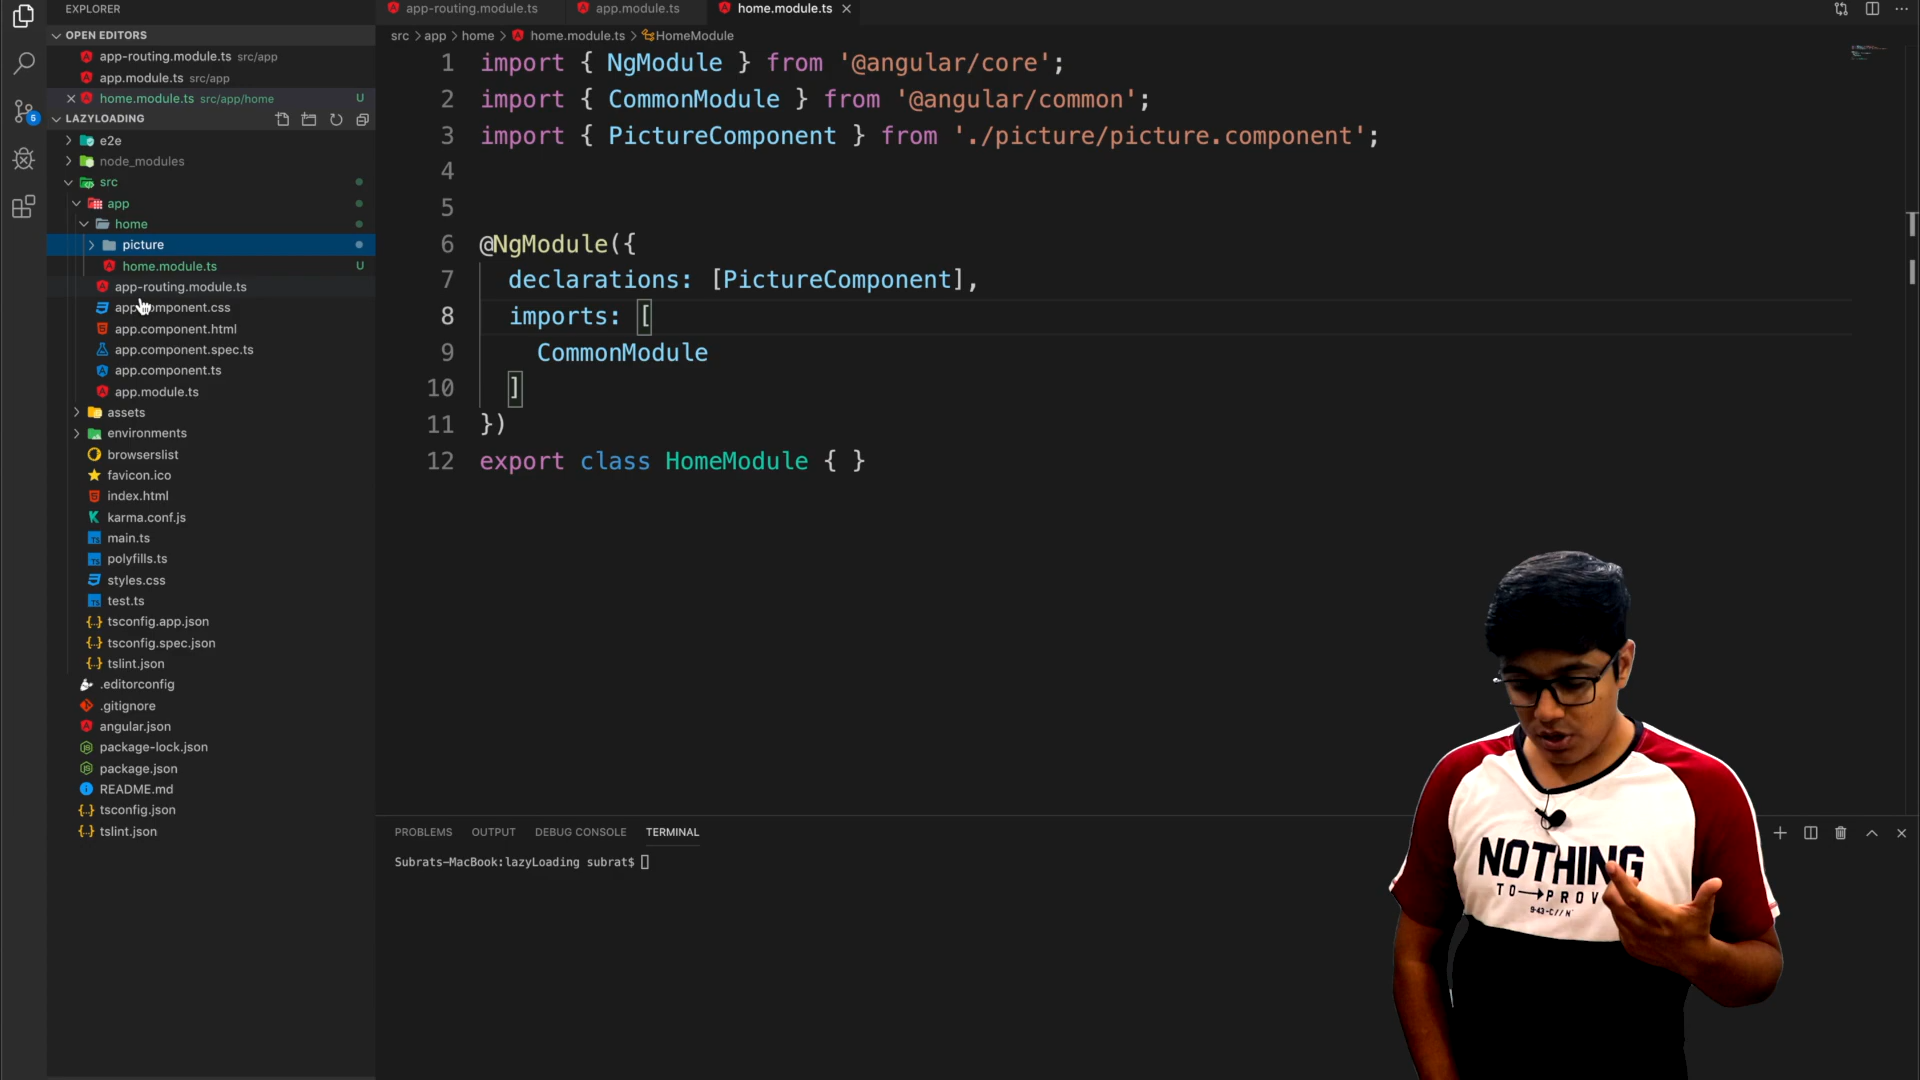 EXPLORER
OPEN EDITORS
app-routing.module.ts src/app
app.module.ts src/app
home.module.ts src/app/home U
LAZYLOADING
e2e
node_modules
src
app
home
picture
home.module.ts U
app-routing.module.ts
app.component.css
app.component.html
app.component.spec.ts
app.component.ts
app.module.ts
assets
environments
browserslist
favicon.ico
index.html
karma.conf.js
main.ts
polyfills.ts
styles.css
test.ts
tsconfig.app.json
tsconfig.spec.json
tslint.json
.editorconfig
.gitignore
angular.json
package-lock.json
package.json
README.md
tsconfig.json
tslint.json
5
app-routing.module.ts app.module.ts home.module.ts
src > app > home > home.module.ts > HomeModule
1 import { NgModule } from '@angular/core';
2 import { CommonModule } from '@angular/common';
3 import { PictureComponent } from './picture/picture.component';
4
5
6 @NgModule({
7 declarations: [PictureComponent],
8 imports: [
9 CommonModule
10 ]
11 })
12 export class HomeModule { }
PROBLEMS OUTPUT DEBUG CONSOLE TERMINAL
Subrats-MacBook:lazyLoading subrat$
NOTHING
TO→PROV